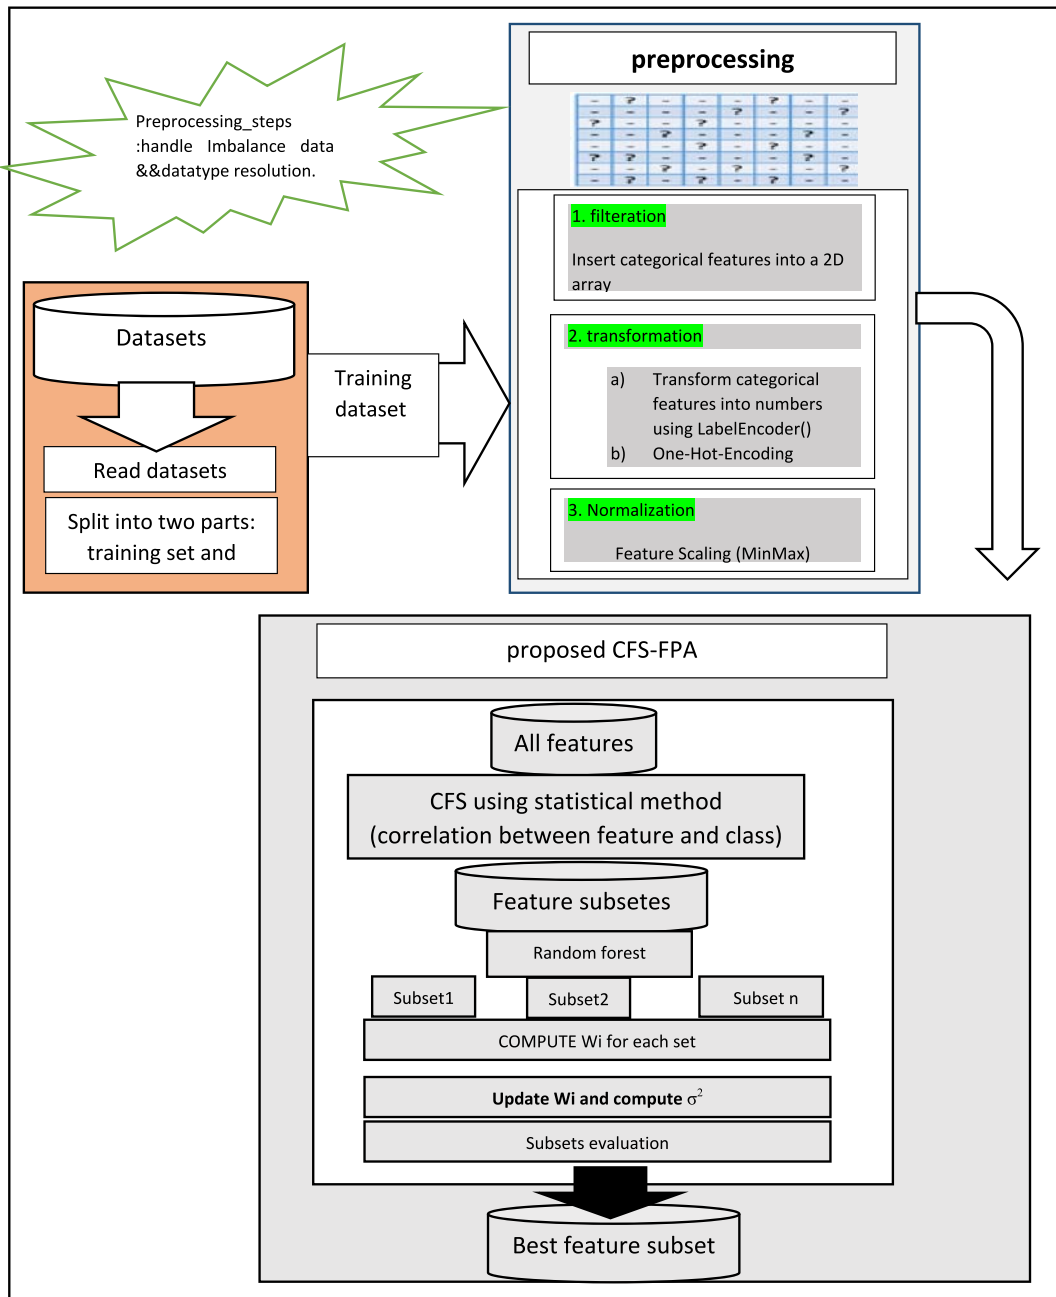 Preprocessing_steps
:handle Imbalance data
&&datatype resolution.
preprocessing
- ? - - - ? - -
- - - - ? - - ?
? - - ? - - - -
- - ? - - - ? -
- - - ? - ? - -
? ? - - - - ? -
- - ? - ? - - ?
- ? - ? - ? - -
1. filteration
Insert categorical features into a 2D
array
2. transformation
a) Transform categorical
features into numbers
using LabelEncoder()
b) One-Hot-Encoding
3. Normalization
Feature Scaling (MinMax)
Datasets
Read datasets
Split into two parts:
training set and
Training
dataset
proposed CFS-FPA
All features
CFS using statistical method
(correlation between feature and class)
Feature subsetes
Random forest
Subset1 Subset2 Subset n
COMPUTE Wi for each set
Update Wi and compute σ²
Subsets evaluation
Best feature subset